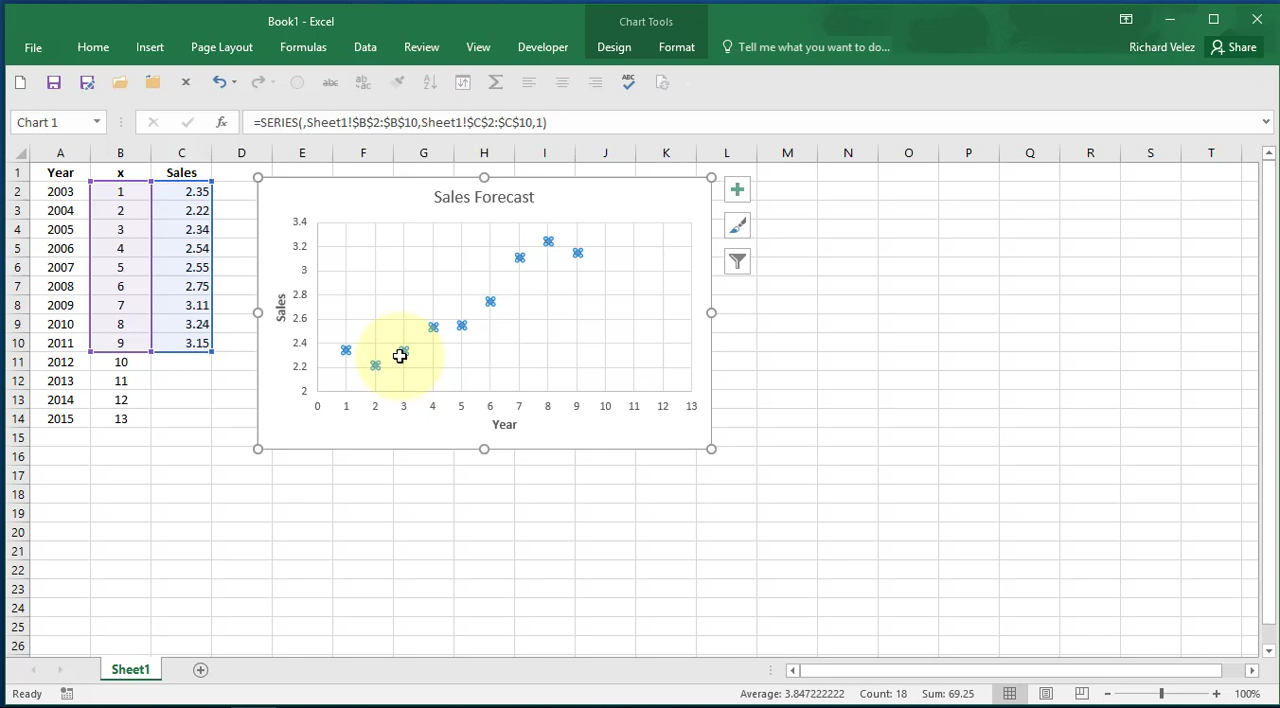 Book1 - Excel
Chart Tools
File Home Insert Page Layout Formulas Data Review View Developer Design Format Tell me what you want to do... Richard Velez Share
abc ab ac A Z ABC
Chart 1 fx =SERIES(,Sheet1!$B$2:$B$10,Sheet1!$C$2:$C$10,1)
A B C D E F G H I J K L M N O P Q R S T
1 Year x Sales
2 2003 1 2.35
3 2004 2 2.22
4 2005 3 2.34
5 2006 4 2.54
6 2007 5 2.55
7 2008 6 2.75
8 2009 7 3.11
9 2010 8 3.24
10 2011 9 3.15
11 2012 10
12 2013 11
13 2014 12
14 2015 13
15
16
17
18
19
20
21
22
23
24
25
26
Sales Forecast
3.4
3.2
3
2.8
2.6
2.4
2.2
2
Sales
0 1 2 3 4 5 6 7 8 9 10 11 12 13
Year
Sheet1
Ready Average: 3.847222222 Count: 18 Sum: 69.25 100%